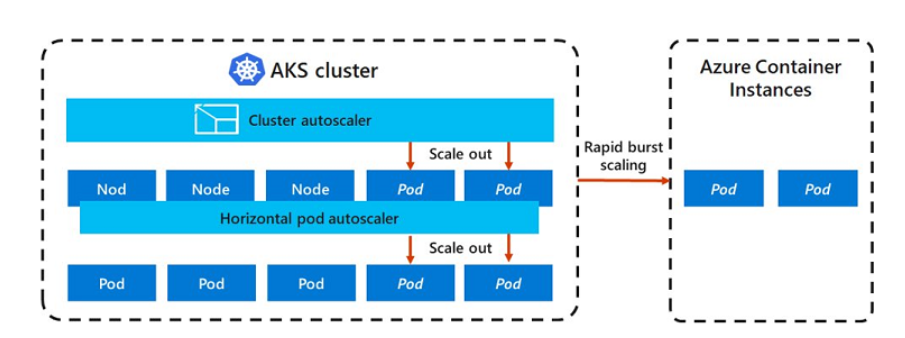 AKS cluster
Azure Container
Instances
Cluster autoscaler
Scale out
Rapid burst
scaling
Nod Node Node Pod Pod
Pod Pod
Horizontal pod autoscaler
Scale out
Pod Pod Pod Pod Pod